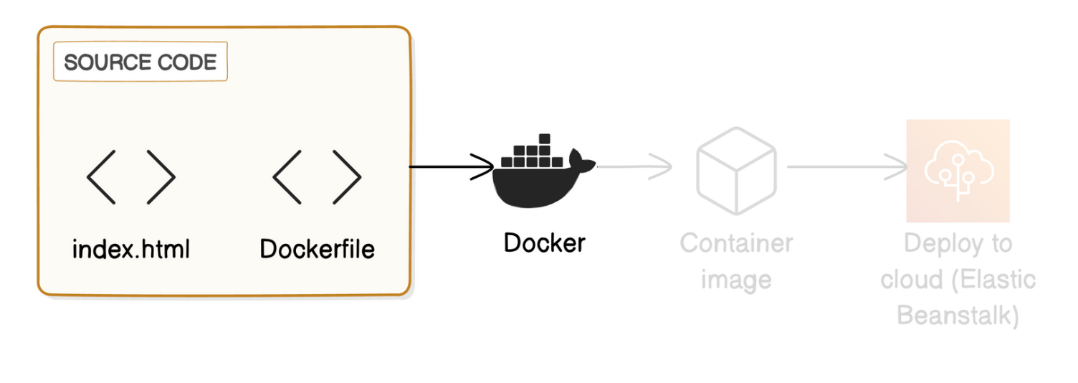 SOURCE CODE
index.html
Dockerfile
Docker
Container
image
Deploy to
cloud (Elastic
Beanstalk)